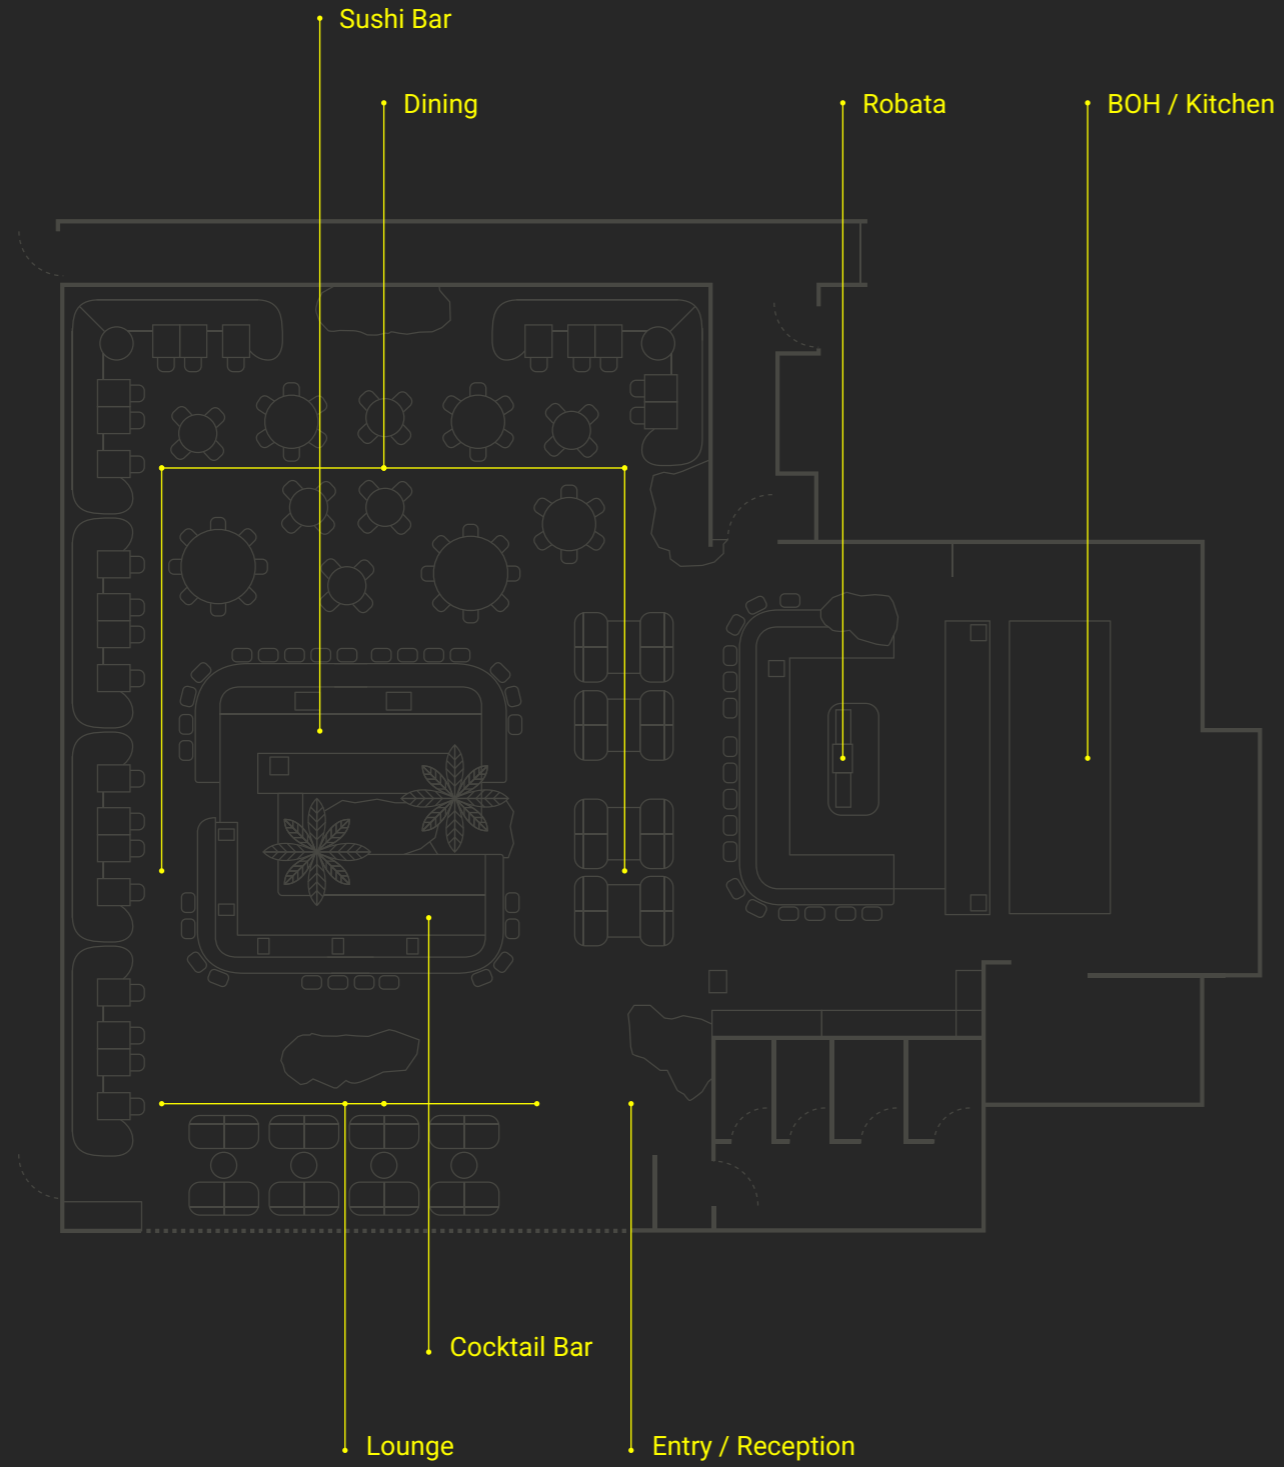 Sushi Bar
Dining
Robata
BOH / Kitchen
Cocktail Bar
Lounge
Entry / Reception